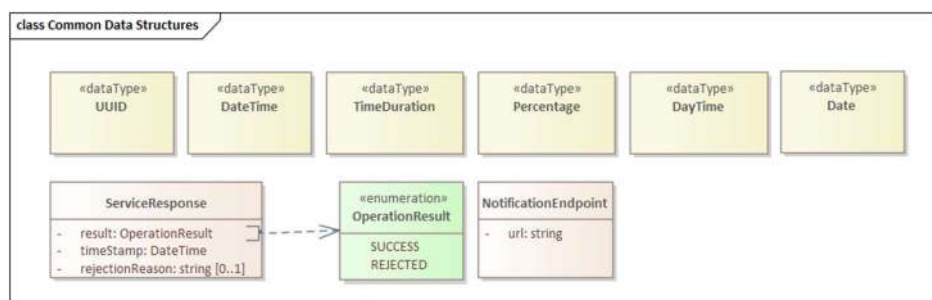 class Common Data Structures
«dataType»
UUID
«dataType»
DateTime
«dataType»
TimeDuration
«dataType»
Percentage
«dataType»
DayTime
«dataType»
Date
ServiceResponse
- result: OperationResult
- timeStamp: DateTime
- rejectionReason: string [0..1]
«enumeration»
OperationResult
SUCCESS
REJECTED
NotificationEndpoint
- url: string